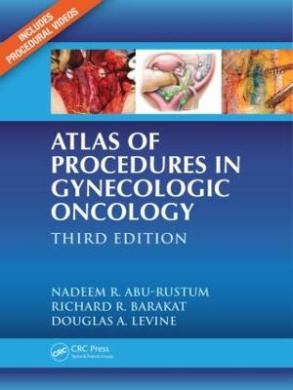 INCLUDES
PROCEDURAL VIDEOS
ATLAS OF
PROCEDURES IN
GYNECOLOGIC
ONCOLOGY
THIRD EDITION
NADEEM R. ABU-RUSTUM
RICHARD R. BARAKAT
DOUGLAS A. LEVINE
CRC
CRC Press
Taylor & Francis Group